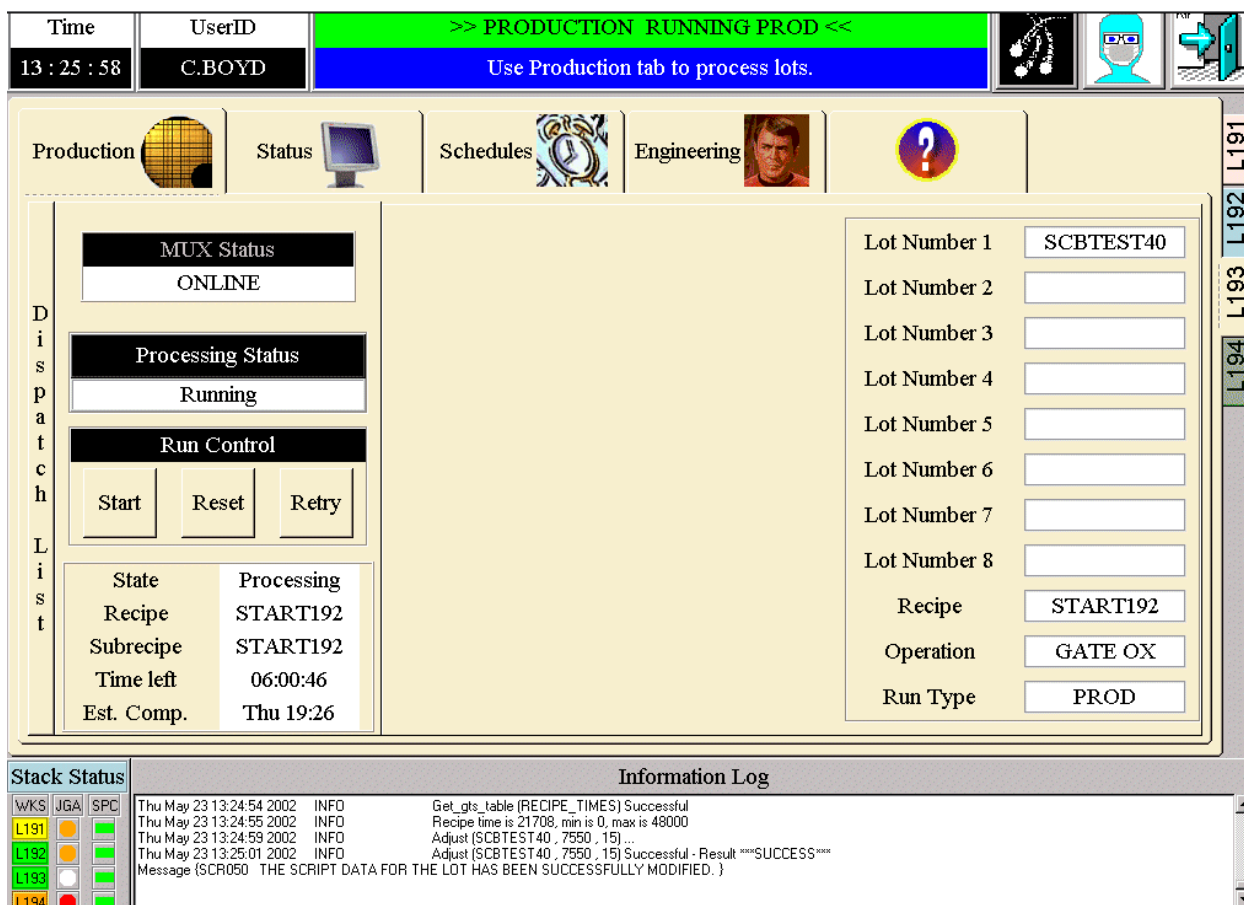 Time
UserID
>> PRODUCTION RUNNING PROD <<
13 : 25 : 58
C.BOYD
Use Production tab to process lots.
Production
Status
Schedules
Engineering
?
L191
L192
L193
L194
Dispatch List
MUX Status
ONLINE
Processing Status
Running
Run Control
Start
Reset
Retry
State Processing
Recipe START192
Subrecipe START192
Time left 06:00:46
Est. Comp. Thu 19:26
Lot Number 1 SCBTEST40
Lot Number 2
Lot Number 3
Lot Number 4
Lot Number 5
Lot Number 6
Lot Number 7
Lot Number 8
Recipe START192
Operation GATE OX
Run Type PROD
Stack Status
Information Log
WKS JGA SPC
L191
L192
L193
L194
Thu May 23 13:24:54 2002 INFO Get_gts_table (RECIPE_TIMES) Successful
Thu May 23 13:24:55 2002 INFO Recipe time is 21708, min is 0, max is 48000
Thu May 23 13:24:59 2002 INFO Adjust (SCBTEST40 , 7550 , 15) ...
Thu May 23 13:25:01 2002 INFO Adjust (SCBTEST40 , 7550 , 15) Successful - Result ***SUCCESS***
Message {SCR050 THE SCRIPT DATA FOR THE LOT HAS BEEN SUCCESSFULLY MODIFIED. }